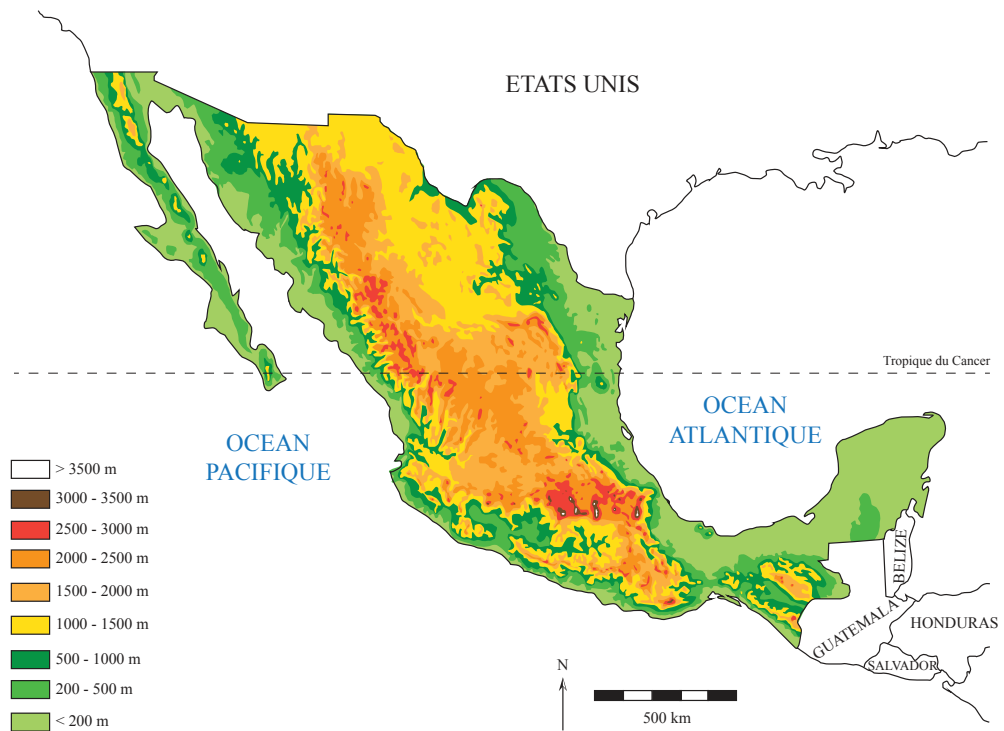 ETATS UNIS
Tropique du Cancer
OCEAN
ATLANTIQUE
OCEAN
PACIFIQUE
> 3500 m
3000 - 3500 m
2500 - 3000 m
2000 - 2500 m
1500 - 2000 m
1000 - 1500 m
500 - 1000 m
200 - 500 m
< 200 m
BELIZE
GUATEMALA
HONDURAS
SALVADOR
N
500 km